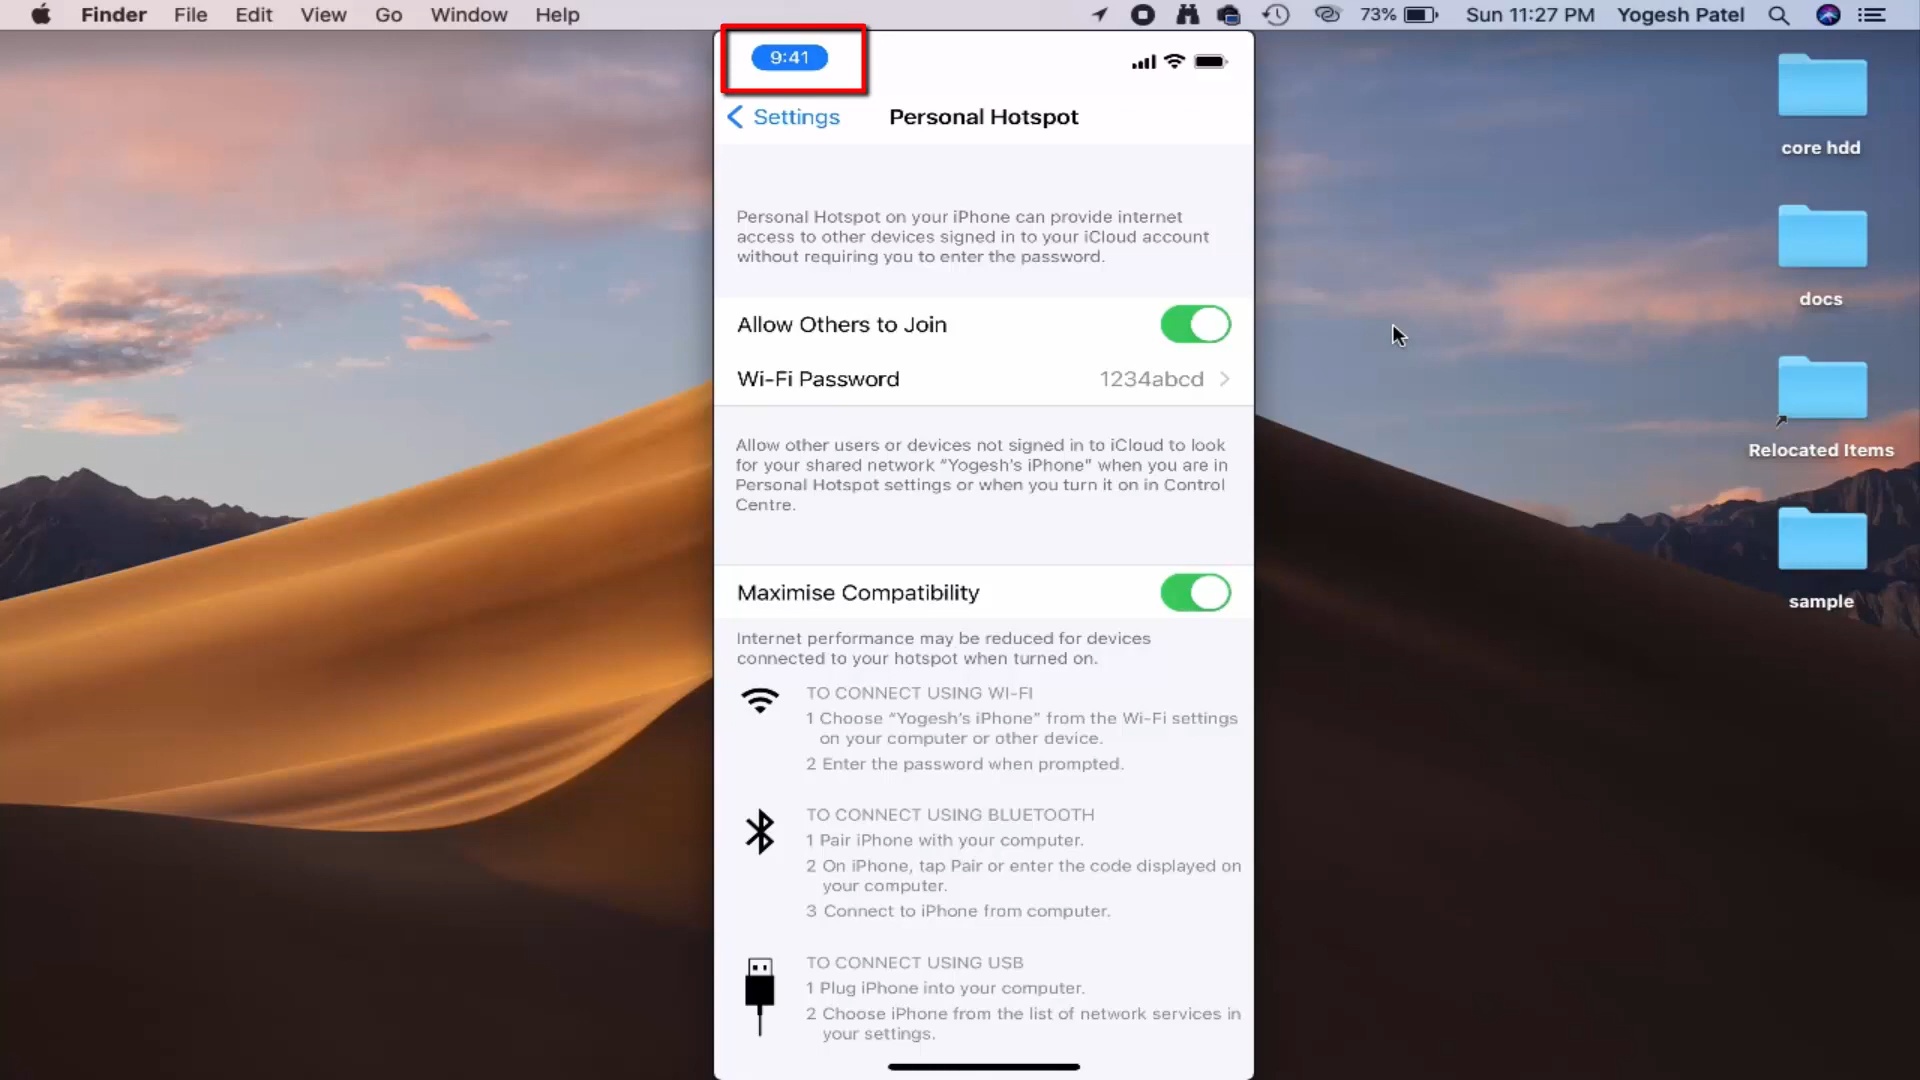 Finder File Edit View Go Window Help 73% Sun 11:27 PM Yogesh Patel
9:41
Settings Personal Hotspot
Personal Hotspot on your iPhone can provide internet
access to other devices signed in to your iCloud account
without requiring you to enter the password.
Allow Others to Join
Wi-Fi Password 1234abcd
Allow other users or devices not signed in to iCloud to look
for your shared network “Yogesh’s iPhone” when you are in
Personal Hotspot settings or when you turn it on in Control
Centre.
Maximise Compatibility
Internet performance may be reduced for devices
connected to your hotspot when turned on.
TO CONNECT USING WI-FI
1 Choose “Yogesh’s iPhone” from the Wi-Fi settings
on your computer or other device.
2 Enter the password when prompted.
TO CONNECT USING BLUETOOTH
1 Pair iPhone with your computer.
2 On iPhone, tap Pair or enter the code displayed on
your computer.
3 Connect to iPhone from computer.
TO CONNECT USING USB
1 Plug iPhone into your computer.
2 Choose iPhone from the list of network services in
your settings.
core hdd
docs
Relocated Items
sample